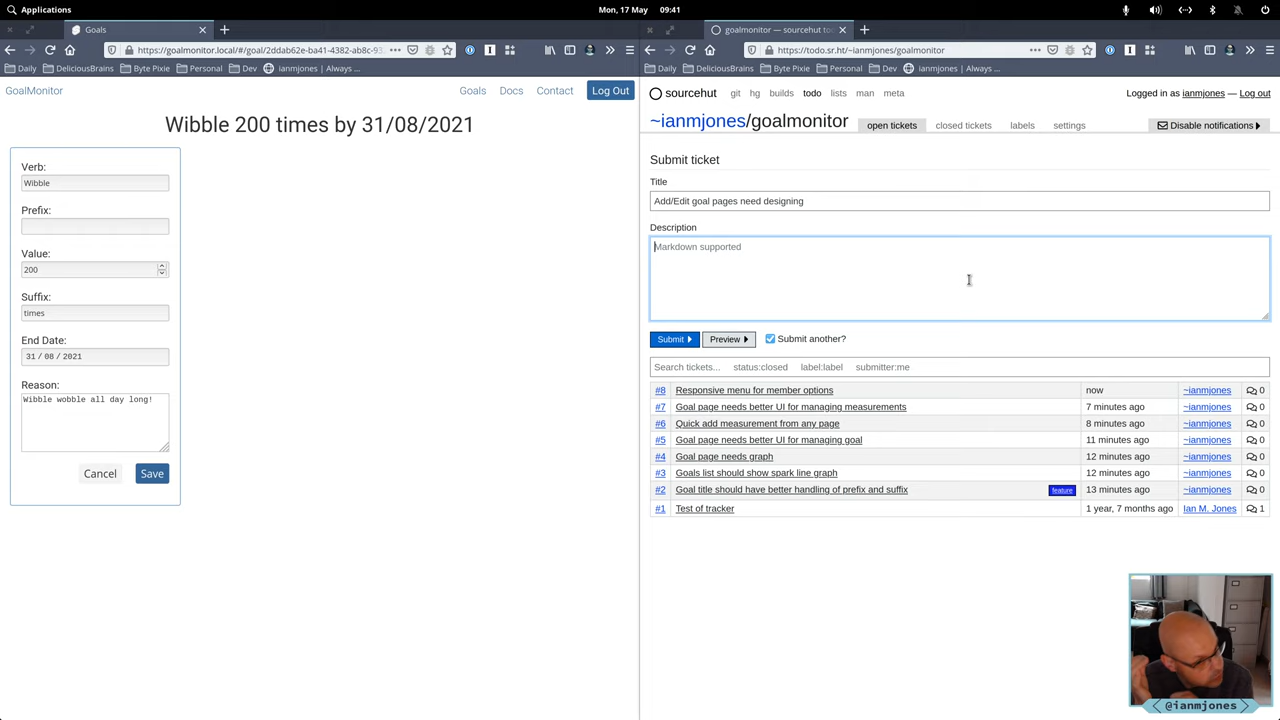 Applications
Mon, 17 May 09:41
Goals
https://goalmonitor.local/#/goal/2ddab62e-ba41-4382-ab8c-93
Daily DeliciousBrains Byte Pixie Personal Dev ianmjones | Always ...
GoalMonitor
Goals Docs Contact Log Out
Wibble 200 times by 31/08/2021
Verb:
Wibble
Prefix:
Value:
200
Suffix:
times
End Date:
31 / 08 / 2021
Reason:
Wibble wobble all day long!
Cancel Save
goalmonitor — sourcehut to
https://todo.sr.ht/~ianmjones/goalmonitor
Daily DeliciousBrains Byte Pixie Personal Dev ianmjones | Always ...
sourcehut git hg builds todo lists man meta
Logged in as ianmjones — Log out
~ianmjones/goalmonitor open tickets closed tickets labels settings Disable notifications
Submit ticket
Title
Add/Edit goal pages need designing
Description
Markdown supported
Submit Preview Submit another?
Search tickets... status:closed label:label submitter:me
#8 Responsive menu for member options now ~ianmjones 0
#7 Goal page needs better UI for managing measurements 7 minutes ago ~ianmjones 0
#6 Quick add measurement from any page 8 minutes ago ~ianmjones 0
#5 Goal page needs better UI for managing goal 11 minutes ago ~ianmjones 0
#4 Goal page needs graph 12 minutes ago ~ianmjones 0
#3 Goals list should show spark line graph 12 minutes ago ~ianmjones 0
#2 Goal title should have better handling of prefix and suffix feature 13 minutes ago ~ianmjones 0
#1 Test of tracker 1 year, 7 months ago Ian M. Jones 1
@ianmjones